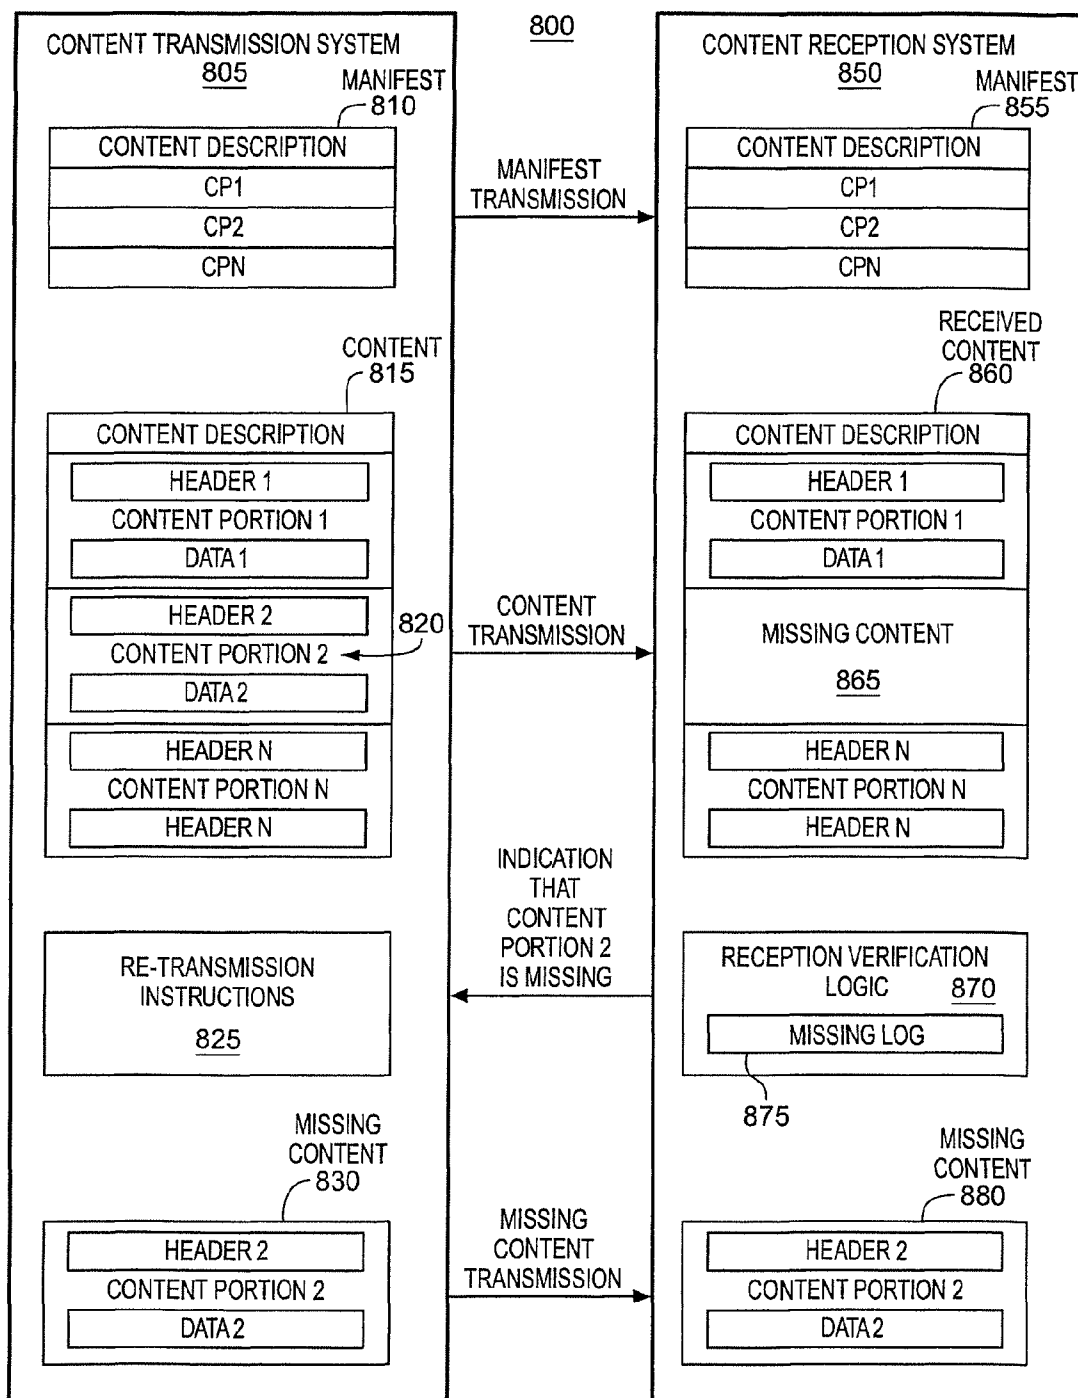 800
CONTENT TRANSMISSION SYSTEM
805
MANIFEST
810
CONTENT DESCRIPTION
CP1
CP2
CPN
CONTENT
815
CONTENT DESCRIPTION
HEADER 1
CONTENT PORTION 1
DATA 1
HEADER 2
820
CONTENT PORTION 2
DATA 2
HEADER N
CONTENT PORTION N
HEADER N
RE-TRANSMISSION
INSTRUCTIONS
825
MISSING
CONTENT
830
HEADER 2
CONTENT PORTION 2
DATA 2
MANIFEST
TRANSMISSION
CONTENT
TRANSMISSION
INDICATION
THAT
CONTENT
PORTION 2
IS MISSING
MISSING
CONTENT
TRANSMISSION
CONTENT RECEPTION SYSTEM
850
MANIFEST
855
CONTENT DESCRIPTION
CP1
CP2
CPN
RECEIVED
CONTENT
860
CONTENT DESCRIPTION
HEADER 1
CONTENT PORTION 1
DATA 1
MISSING CONTENT
865
HEADER N
CONTENT PORTION N
HEADER N
RECEPTION VERIFICATION
LOGIC 870
MISSING LOG
875
MISSING
CONTENT
880
HEADER 2
CONTENT PORTION 2
DATA 2